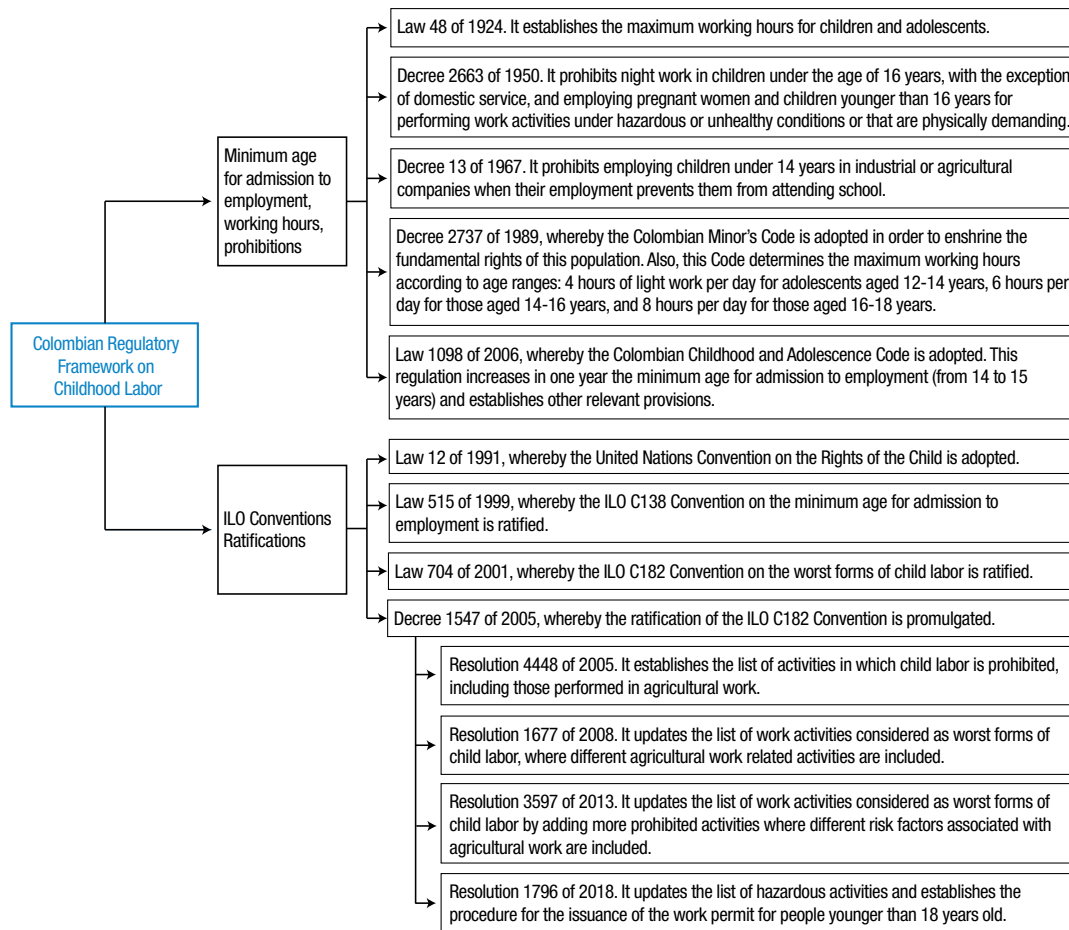 Colombian Regulatory
Framework on
Childhood Labor
Minimum age
for admission to
employment,
working hours,
prohibitions
Law 48 of 1924. It establishes the maximum working hours for children and adolescents.
Decree 2663 of 1950. It prohibits night work in children under the age of 16 years, with the exception
of domestic service, and employing pregnant women and children younger than 16 years for
performing work activities under hazardous or unhealthy conditions or that are physically demanding.
Decree 13 of 1967. It prohibits employing children under 14 years in industrial or agricultural
companies when their employment prevents them from attending school.
Decree 2737 of 1989, whereby the Colombian Minor's Code is adopted in order to enshrine the
fundamental rights of this population. Also, this Code determines the maximum working hours
according to age ranges: 4 hours of light work per day for adolescents aged 12-14 years, 6 hours per
day for those aged 14-16 years, and 8 hours per day for those aged 16-18 years.
Law 1098 of 2006, whereby the Colombian Childhood and Adolescence Code is adopted. This
regulation increases in one year the minimum age for admission to employment (from 14 to 15
years) and establishes other relevant provisions.
ILO Conventions
Ratifications
Law 12 of 1991, whereby the United Nations Convention on the Rights of the Child is adopted.
Law 515 of 1999, whereby the ILO C138 Convention on the minimum age for admission to
employment is ratified.
Law 704 of 2001, whereby the ILO C182 Convention on the worst forms of child labor is ratified.
Decree 1547 of 2005, whereby the ratification of the ILO C182 Convention is promulgated.
Resolution 4448 of 2005. It establishes the list of activities in which child labor is prohibited,
including those performed in agricultural work.
Resolution 1677 of 2008. It updates the list of work activities considered as worst forms of
child labor, where different agricultural work related activities are included.
Resolution 3597 of 2013. It updates the list of work activities considered as worst forms of
child labor by adding more prohibited activities where different risk factors associated with
agricultural work are included.
Resolution 1796 of 2018. It updates the list of hazardous activities and establishes the
procedure for the issuance of the work permit for people younger than 18 years old.